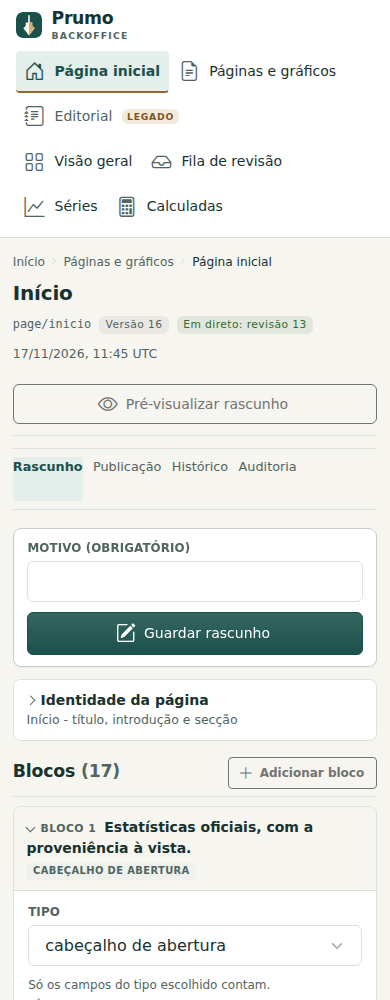 Prumo
BACKOFFICE
Página inicial
Páginas e gráficos
Editorial LEGADO
Visão geral
Fila de revisão
Séries
Calculadas
Início › Páginas e gráficos › Página inicial
Início
page/inicio Versão 16 Em direto: revisão 13
17/11/2026, 11:45 UTC
Pré-visualizar rascunho
Rascunho Publicação Histórico Auditoria
MOTIVO (OBRIGATÓRIO)
Guardar rascunho
Identidade da página
Início - título, introdução e secção
Blocos (17)
Adicionar bloco
BLOCO 1 Estatísticas oficiais, com a
proveniência à vista.
CABEÇALHO DE ABERTURA
TIPO
cabeçalho de abertura
Só os campos do tipo escolhido contam.